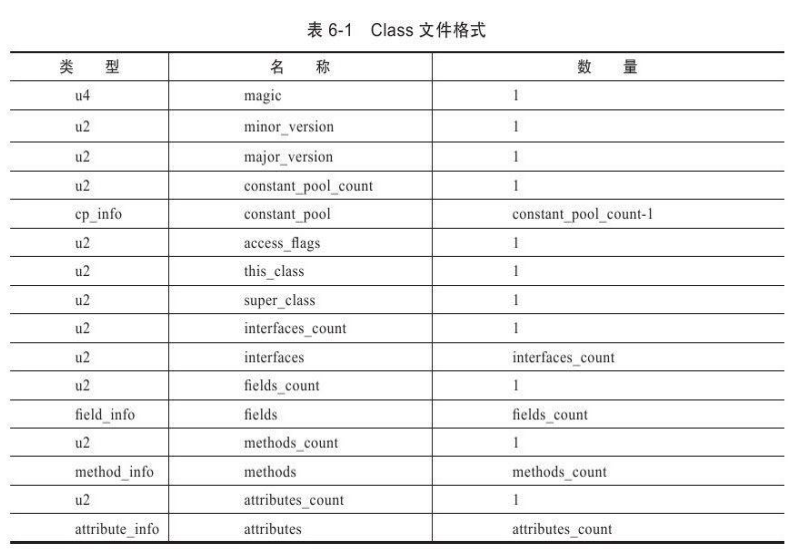 表 6-1 Class 文件格式
类 型 名 称 数 量
u4 magic 1
u2 minor_version 1
u2 major_version 1
u2 constant_pool_count 1
cp_info constant_pool constant_pool_count-1
u2 access_flags 1
u2 this_class 1
u2 super_class 1
u2 interfaces_count 1
u2 interfaces interfaces_count
u2 fields_count 1
field_info fields fields_count
u2 methods_count 1
method_info methods methods_count
u2 attributes_count 1
attribute_info attributes attributes_count